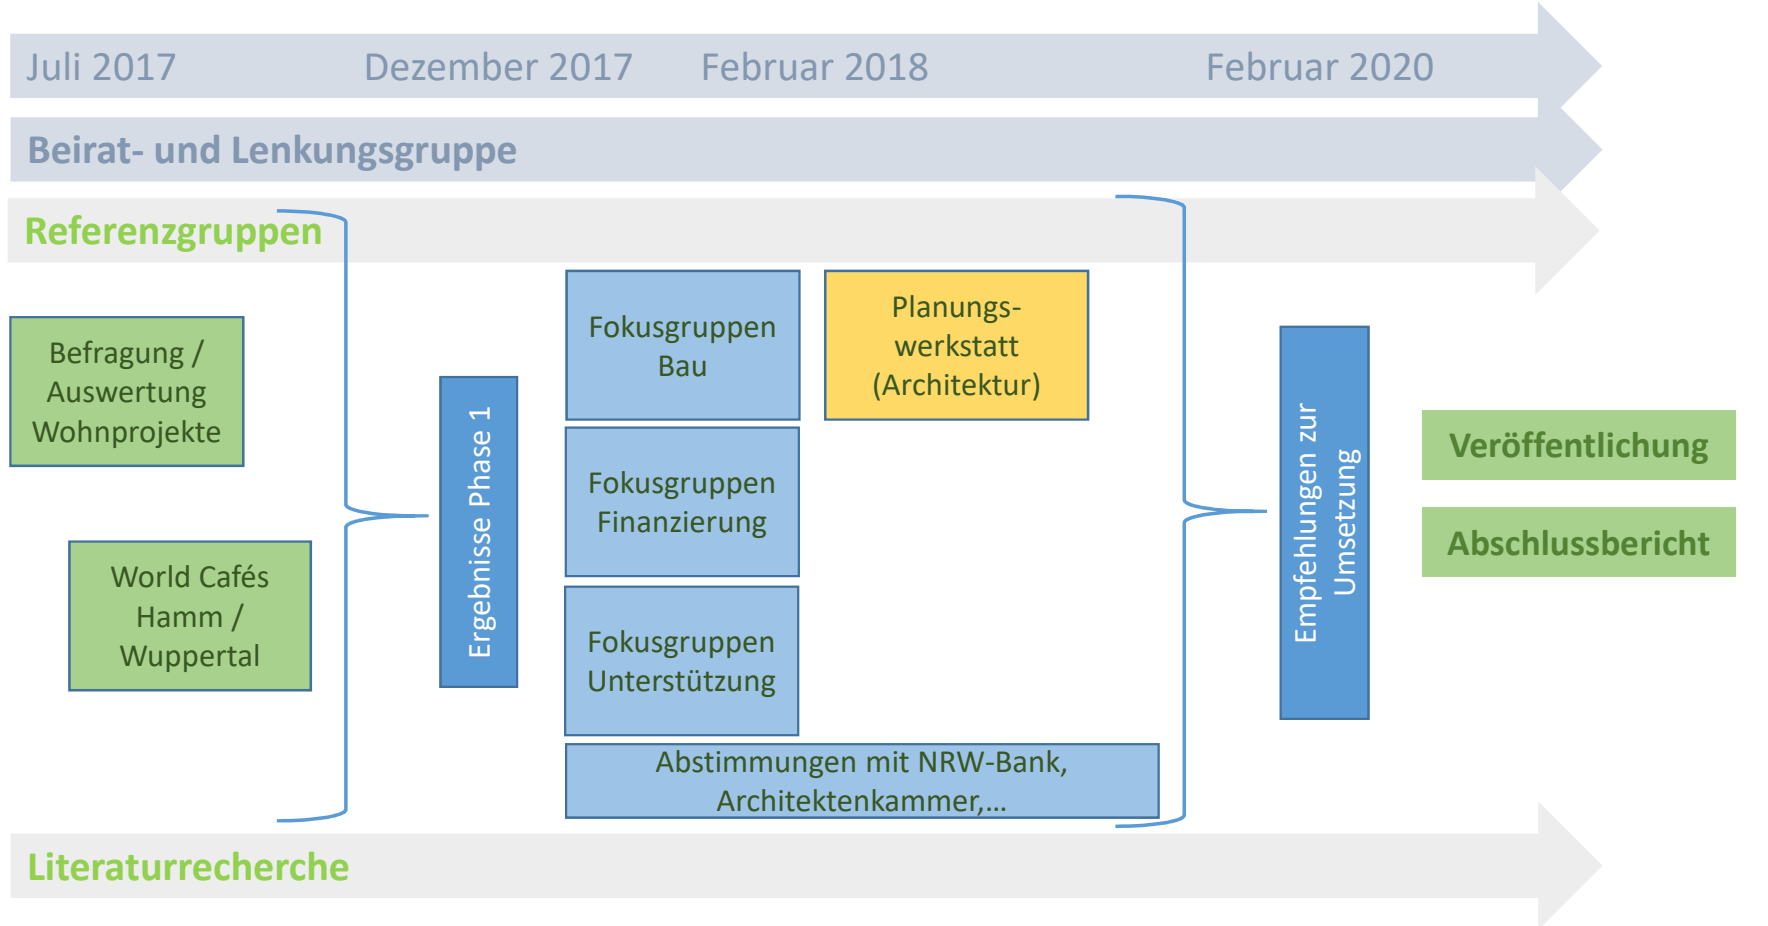 Juli 2017
Dezember 2017
Februar 2018
Februar 2020
Beirat- und Lenkungsgruppe
Referenzgruppen
Befragung /
Auswertung
Wohnprojekte
World Cafés
Hamm /
Wuppertal
Ergebnisse Phase 1
Fokusgruppen
Bau
Fokusgruppen
Finanzierung
Fokusgruppen
Unterstützung
Planungs-
werkstatt
(Architektur)
Abstimmungen mit NRW-Bank,
Architektenkammer,...
Empfehlungen zur
Umsetzung
Veröffentlichung
Abschlussbericht
Literaturrecherche